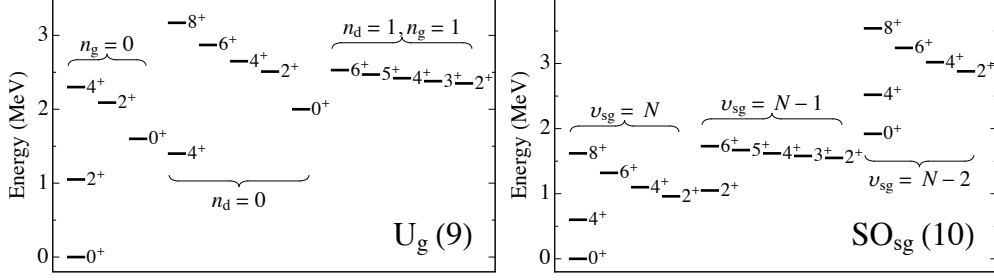 Energy (MeV)
3
2
1
0
n_g = 0
4⁺
2⁺
0⁺
2⁺
0⁺
8⁺
6⁺
4⁺
2⁺
0⁺
4⁺
n_d = 0
n_d = 1, n_g = 1
6⁺ 5⁺ 4⁺ 3⁺ 2⁺
U_g (9)
Energy (MeV)
3
2
1
0
υ_sg = N
8⁺
6⁺
4⁺
2⁺
4⁺
0⁺
υ_sg = N − 1
6⁺ 5⁺ 4⁺ 3⁺ 2⁺
2⁺
8⁺
6⁺
4⁺
2⁺
4⁺
0⁺
υ_sg = N − 2
SO_sg (10)